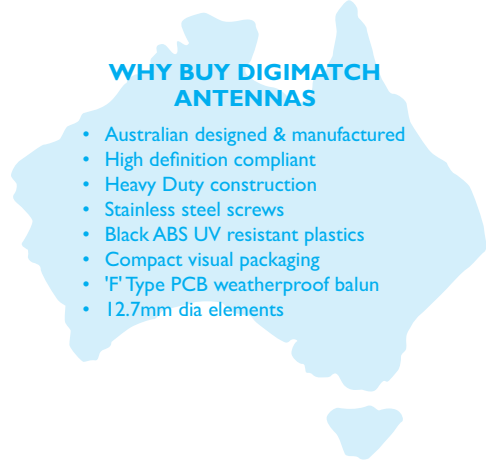 WHY BUY DIGIMATCH
ANTENNAS
• Australian designed & manufactured
• High definition compliant
• Heavy Duty construction
• Stainless steel screws
• Black ABS UV resistant plastics
• Compact visual packaging
• 'F' Type PCB weatherproof balun
• 12.7mm dia elements